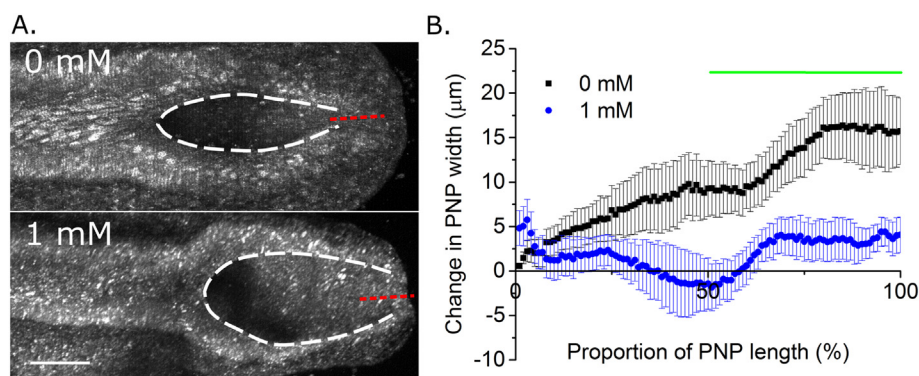 A.
0 mM
1 mM
B.
Change in PNP width (μm)
25
20
15
10
5
0
-5
-10
0 mM
1 mM
0
50
100
Proportion of PNP length (%)